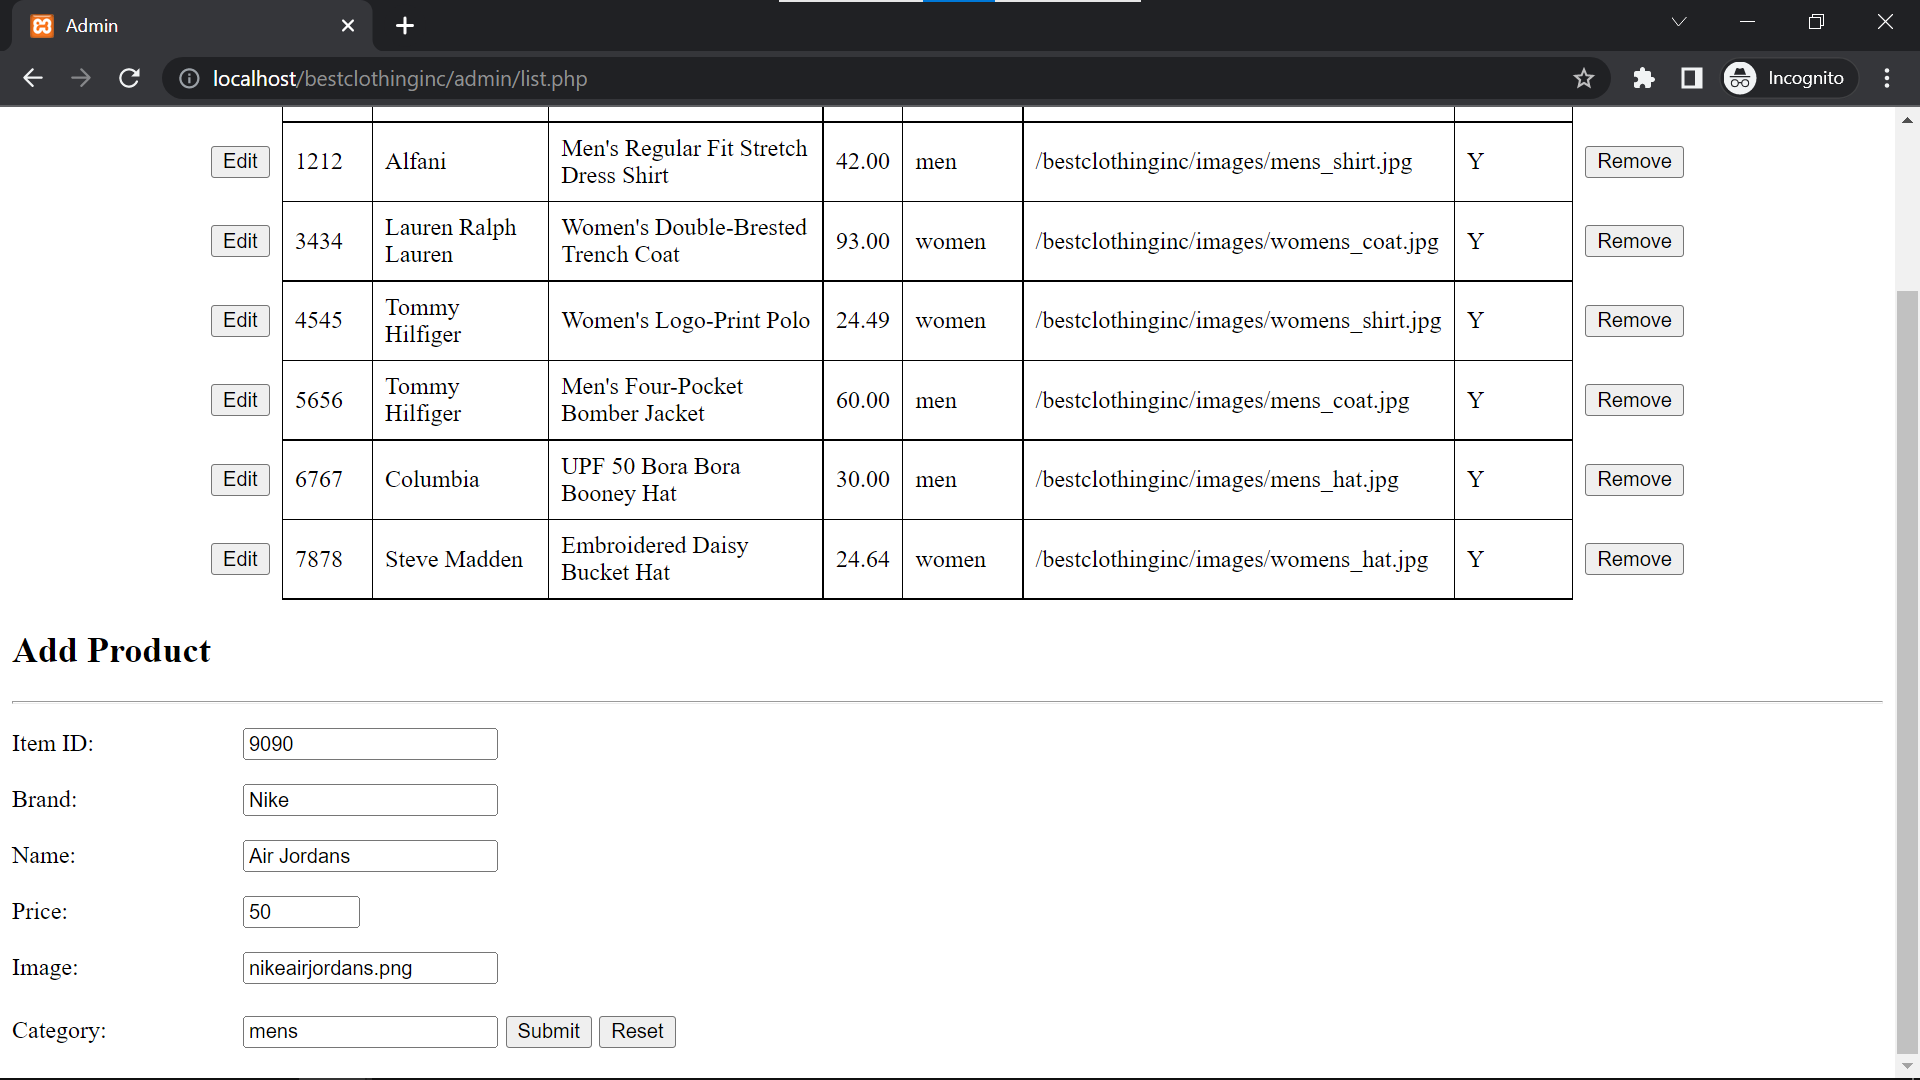 Admin
localhost/bestclothinginc/admin/list.php
Incognito
Edit 1212 Alfani Men's Regular Fit Stretch Dress Shirt 42.00 men /bestclothinginc/images/mens_shirt.jpg Y Remove
Edit 3434 Lauren Ralph Lauren Women's Double-Brested Trench Coat 93.00 women /bestclothinginc/images/womens_coat.jpg Y Remove
Edit 4545 Tommy Hilfiger Women's Logo-Print Polo 24.49 women /bestclothinginc/images/womens_shirt.jpg Y Remove
Edit 5656 Tommy Hilfiger Men's Four-Pocket Bomber Jacket 60.00 men /bestclothinginc/images/mens_coat.jpg Y Remove
Edit 6767 Columbia UPF 50 Bora Bora Booney Hat 30.00 men /bestclothinginc/images/mens_hat.jpg Y Remove
Edit 7878 Steve Madden Embroidered Daisy Bucket Hat 24.64 women /bestclothinginc/images/womens_hat.jpg Y Remove
Add Product
Item ID: 9090
Brand: Nike
Name: Air Jordans
Price: 50
Image: nikeairjordans.png
Category: mens Submit Reset